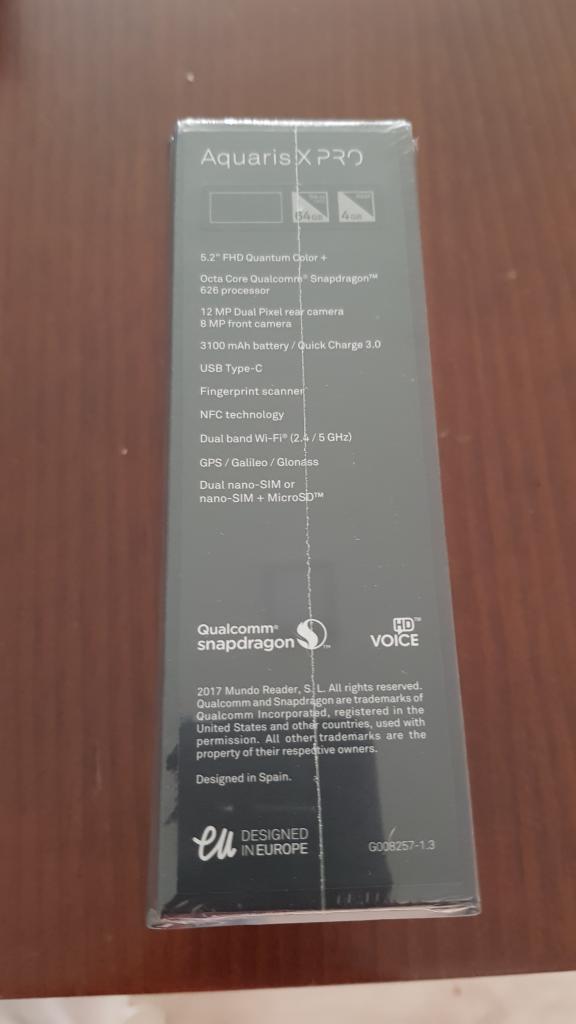 Aquaris X PRO
64GB 4GB
5.2" FHD Quantum Color +
Octa Core Qualcomm® Snapdragon™
626 processor
12 MP Dual Pixel rear camera
8 MP front camera
3100 mAh battery / Quick Charge 3.0
USB Type-C
Fingerprint scanner
NFC technology
Dual band Wi-Fi® (2.4 / 5 GHz)
GPS / Galileo / Glonass
Dual nano-SIM or
nano-SIM + MicroSD™
Qualcomm®
snapdragon™
HD™
VOICE
2017 Mundo Reader, S. L. All rights reserved.
Qualcomm and Snapdragon are trademarks of
Qualcomm Incorporated, registered in the
United States and other countries, used with
permission. All other trademarks are the
property of their respective owners.
Designed in Spain.
eu DESIGNED
IN EUROPE
G008257-1.3